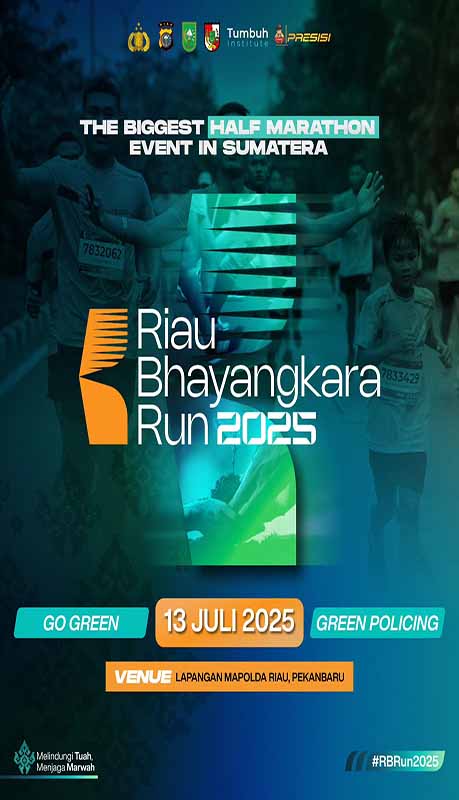 Tumbuh
institute
PRESISI
THE BIGGEST HALF MARATHON
EVENT IN SUMATERA
7832062
7833429
Riau
Bhayangkara
Run 2025
GO GREEN
13 JULI 2025
GREEN POLICING
VENUE LAPANGAN MAPOLDA RIAU, PEKANBARU
Melindungi Tuah,
Menjaga Marwah
#RBRun2025